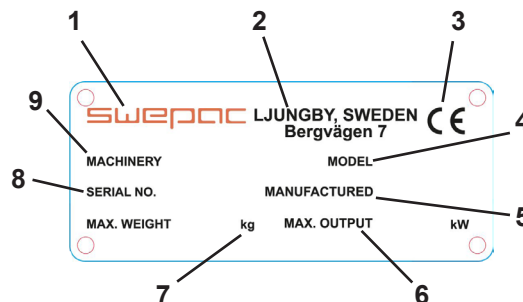 1 2 3
9 swepac LJUNGBY, SWEDEN CE 4
Bergvägen 7
MACHINERY MODEL
8 SERIAL NO. MANUFACTURED
MAX. WEIGHT kg MAX. OUTPUT kW 5
7 6